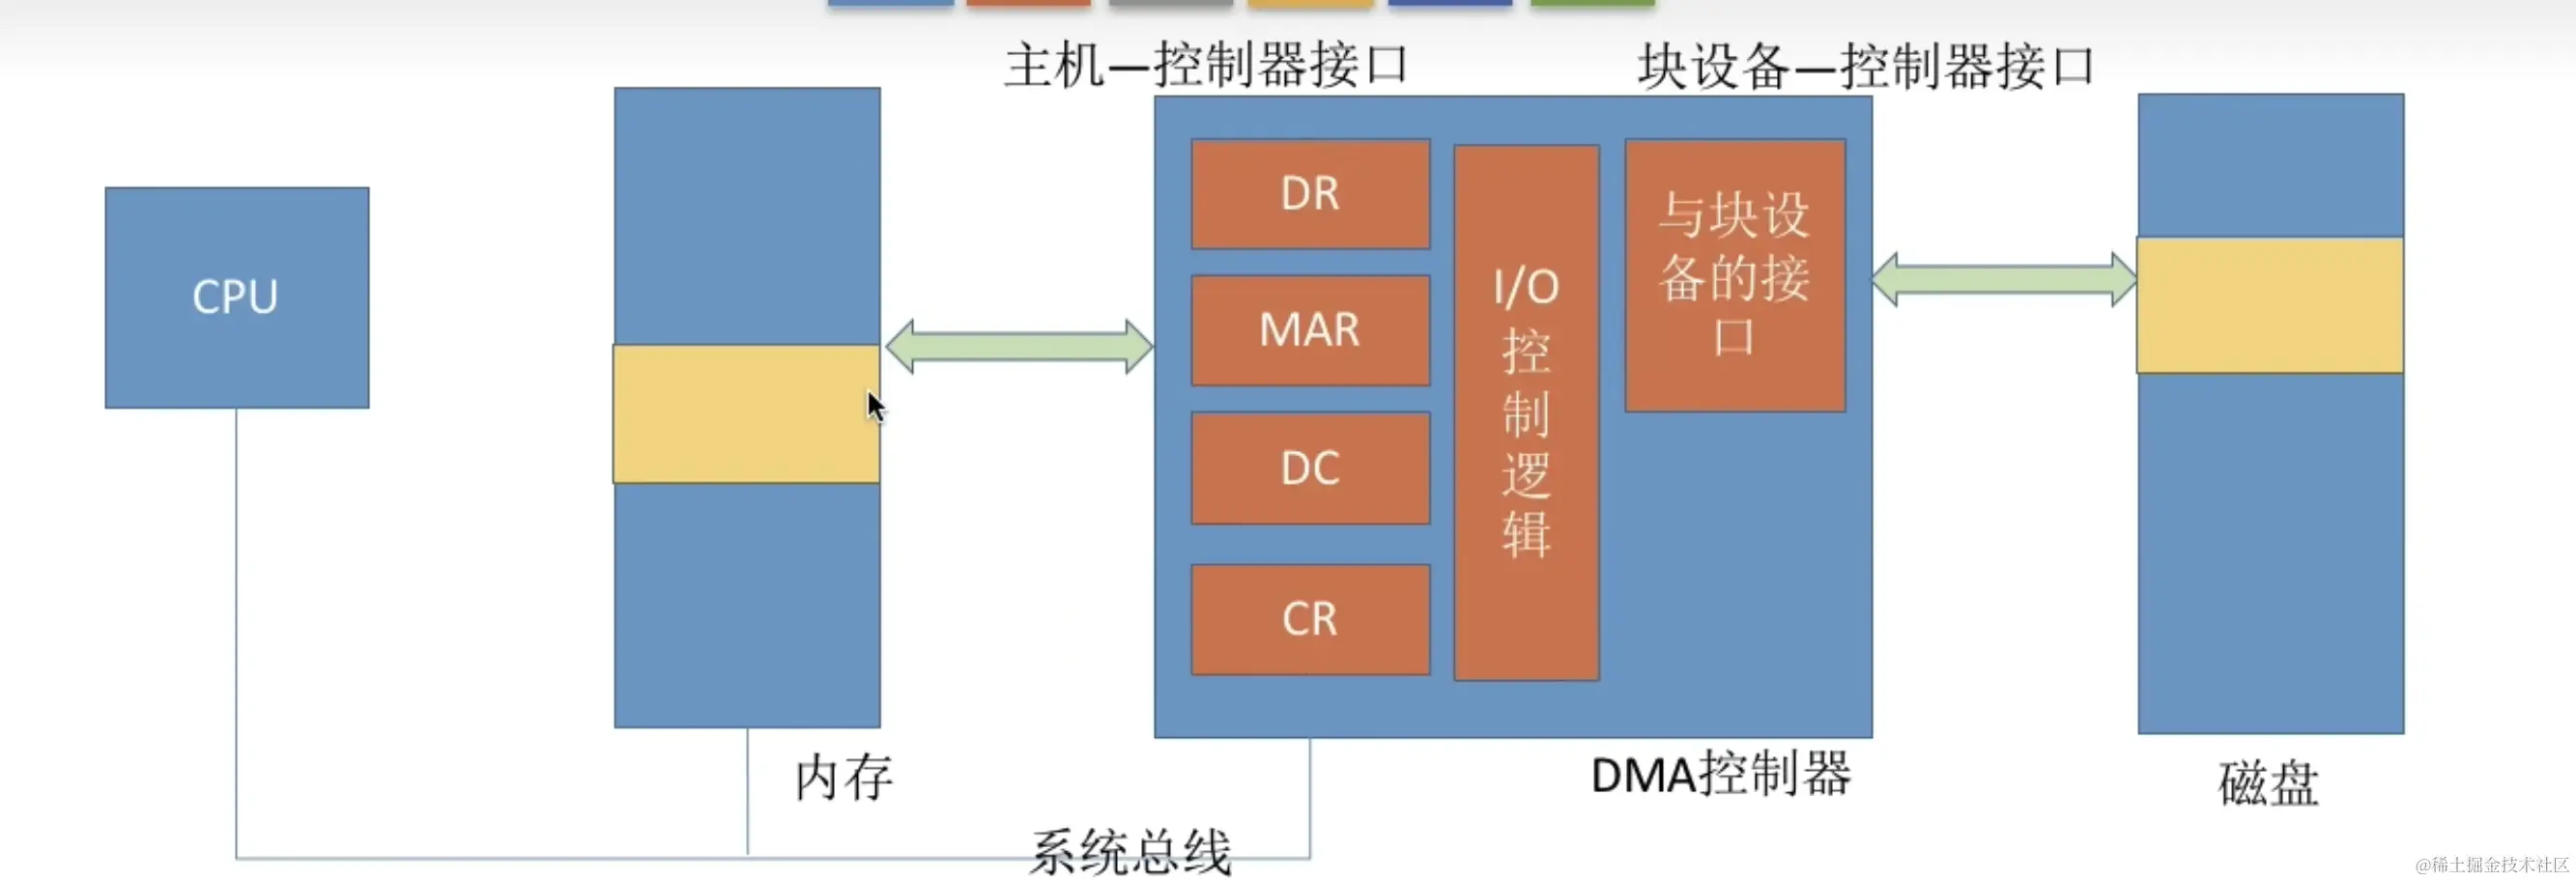 主机—控制器接口
块设备—控制器接口
CPU
DR
MAR
DC
CR
I/O
控
制
逻
辑
与块设
备的接
口
内存
DMA控制器
磁盘
系统总线
@稀土掘金技术社区